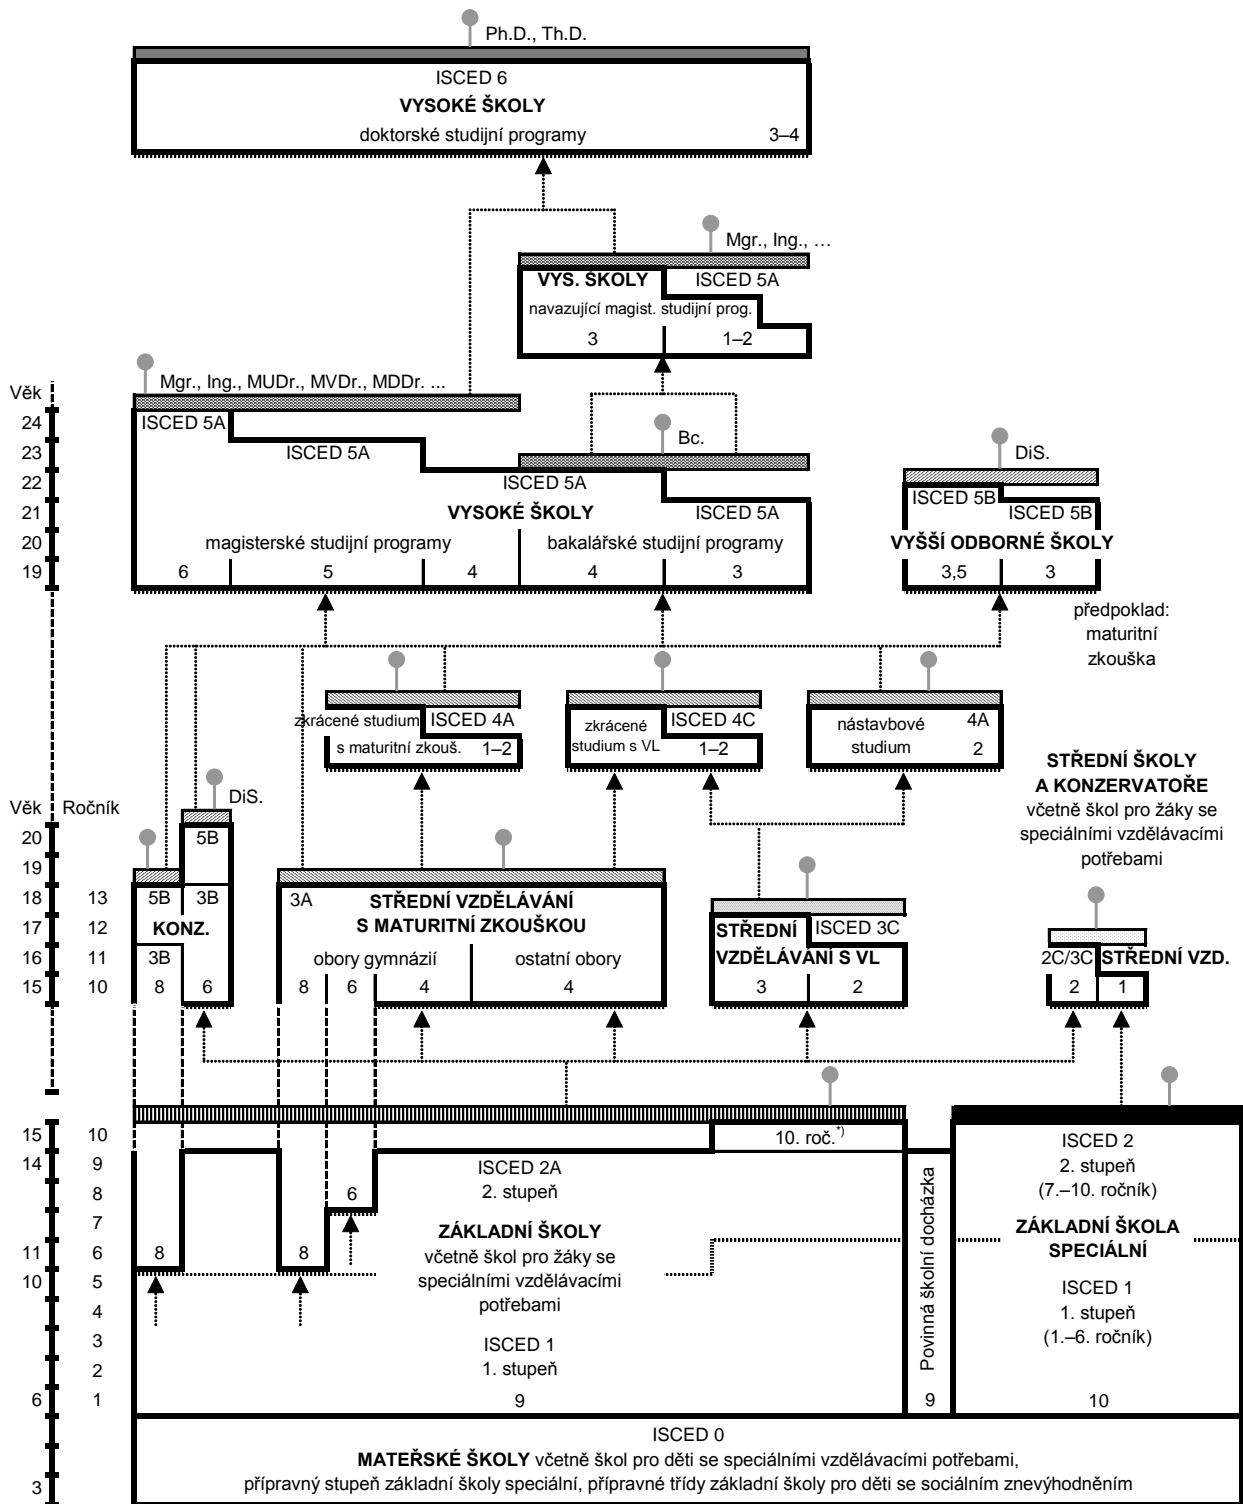 Ph.D., Th.D.
ISCED 6
VYSOKÉ ŠKOLY
doktorské studijní programy 3–4
Mgr., Ing., …
VYS. ŠKOLY ISCED 5A
navazující magist. studijní prog.
3 1–2
Mgr., Ing., MUDr., MVDr., MDDr. ...
Věk
24 ISCED 5A
23 ISCED 5A Bc. DiS.
22 ISCED 5A ISCED 5B
21 VYSOKÉ ŠKOLY ISCED 5A ISCED 5B
20 magisterské studijní programy bakalářské studijní programy VYŠŠÍ ODBORNÉ ŠKOLY
19 6 5 4 4 3 3,5 3
předpoklad:
maturitní
zkouška
zkrácené studium ISCED 4A
s maturitní zkouš. 1–2
zkrácené ISCED 4C
studium s VL 1–2
nástavbové 4A
studium 2
STŘEDNÍ ŠKOLY
A KONZERVATOŘE
včetně škol pro žáky se
speciálními vzdělávacími
potřebami
Věk Ročník DiS.
20 5B
19
18 13 5B 3B 3A STŘEDNÍ VZDĚLÁVÁNÍ
17 12 KONZ. S MATURITNÍ ZKOUŠKOU STŘEDNÍ ISCED 3C
16 11 3B obory gymnázií ostatní obory VZDĚLÁVÁNÍ S VL 2C/3C STŘEDNÍ VZD.
15 10 8 6 8 6 4 4 3 2 2 1
15 10 10. roč.*) ISCED 2
14 9 ISCED 2A 2. stupeň
8 6 2. stupeň (7.–10. ročník)
7 ZÁKLADNÍ ŠKOLY ZÁKLADNÍ ŠKOLA
11 6 8 8 včetně škol pro žáky se SPECIÁLNÍ
10 5 speciálními vzdělávacími ISCED 1
4 potřebami 1. stupeň
3 ISCED 1 (1.–6. ročník)
2 1. stupeň
Povinná školní docházka
6 1 9 9 10
ISCED 0
MATEŘSKÉ ŠKOLY včetně škol pro děti se speciálními vzdělávacími potřebami,
3 přípravný stupeň základní školy speciální, přípravné třídy základní školy pro děti se sociálním znevýhodněním